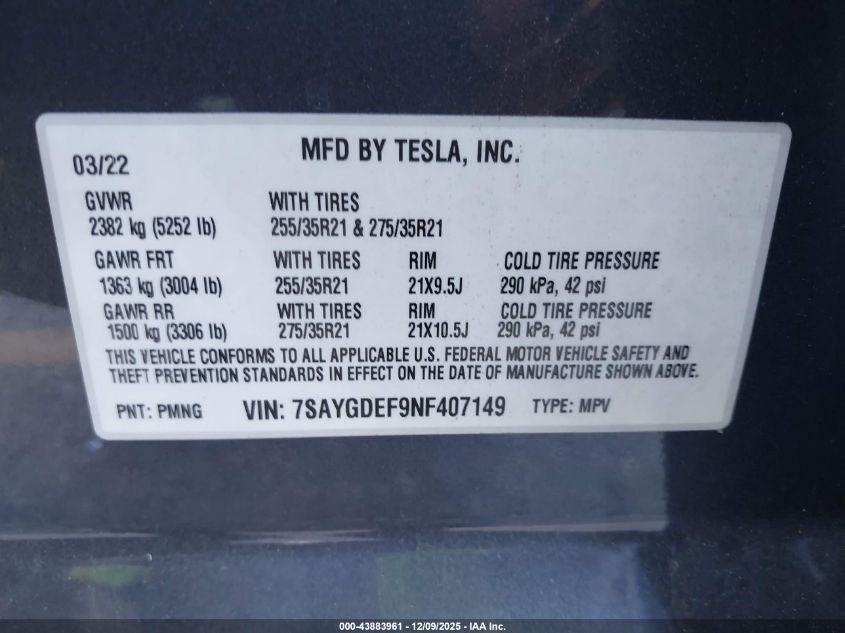 03/22 MFD BY TESLA, INC.
GVWR WITH TIRES
2382 kg (5252 lb) 255/35R21 & 275/35R21
GAWR FRT WITH TIRES RIM COLD TIRE PRESSURE
1363 kg (3004 lb) 255/35R21 21X9.5J 290 kPa, 42 psi
GAWR RR WITH TIRES RIM COLD TIRE PRESSURE
1500 kg (3306 lb) 275/35R21 21X10.5J 290 kPa, 42 psi
THIS VEHICLE CONFORMS TO ALL APPLICABLE U.S. FEDERAL MOTOR VEHICLE SAFETY AND
THEFT PREVENTION STANDARDS IN EFFECT ON THE DATE OF MANUFACTURE SHOWN ABOVE.
PNT: PMNG VIN: 7SAYGDEF9NF407149 TYPE: MPV
000-43883961 - 12/09/2025 - IAA Inc.